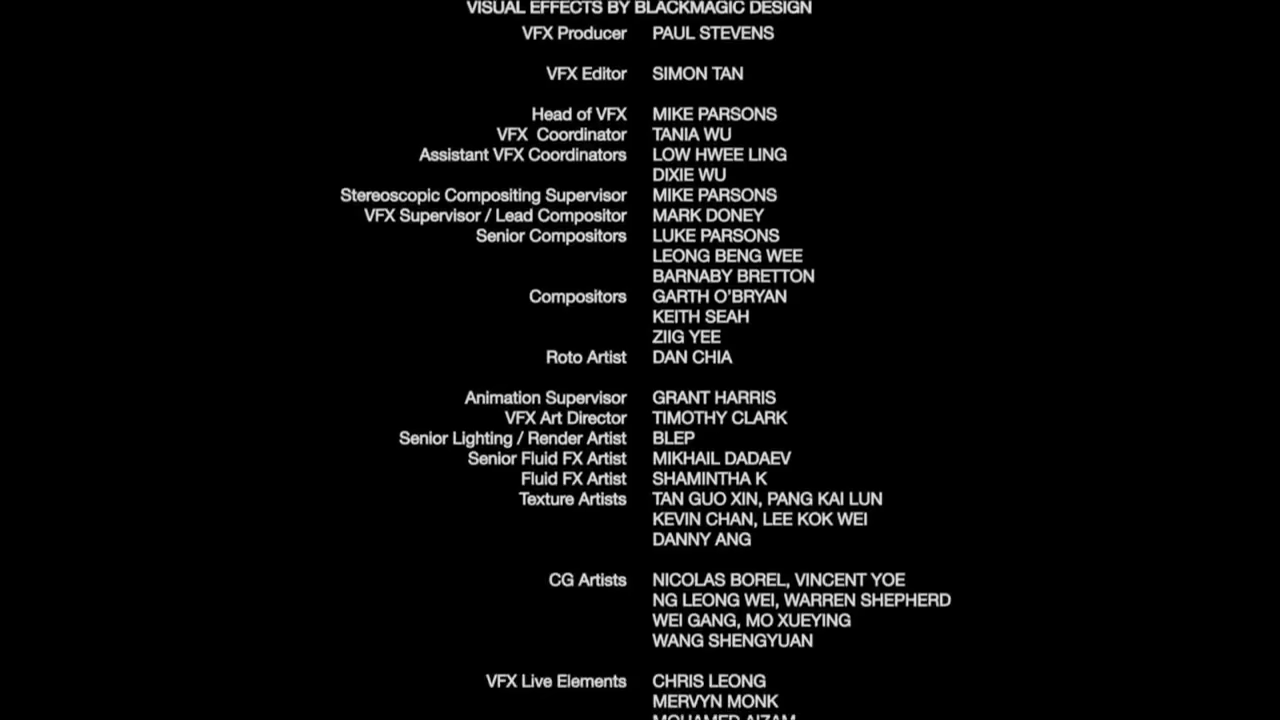 VISUAL EFFECTS BY BLACKMAGIC DESIGN
VFX Producer PAUL STEVENS
VFX Editor SIMON TAN
Head of VFX MIKE PARSONS
VFX Coordinator TANIA WU
Assistant VFX Coordinators LOW HWEE LING
DIXIE WU
Stereoscopic Compositing Supervisor MIKE PARSONS
VFX Supervisor / Lead Compositor MARK DONEY
Senior Compositors LUKE PARSONS
LEONG BENG WEE
BARNABY BRETTON
Compositors GARTH O'BRYAN
KEITH SEAH
ZIIG YEE
Roto Artist DAN CHIA
Animation Supervisor GRANT HARRIS
VFX Art Director TIMOTHY CLARK
Senior Lighting / Render Artist BLEP
Senior Fluid FX Artist MIKHAIL DADAEV
Fluid FX Artist SHAMINTHA K
Texture Artists TAN GUO XIN, PANG KAI LUN
KEVIN CHAN, LEE KOK WEI
DANNY ANG
CG Artists NICOLAS BOREL, VINCENT YOE
NG LEONG WEI, WARREN SHEPHERD
WEI GANG, MO XUEYING
WANG SHENGYUAN
VFX Live Elements CHRIS LEONG
MERVYN MONK
MOHAMED AIZAM